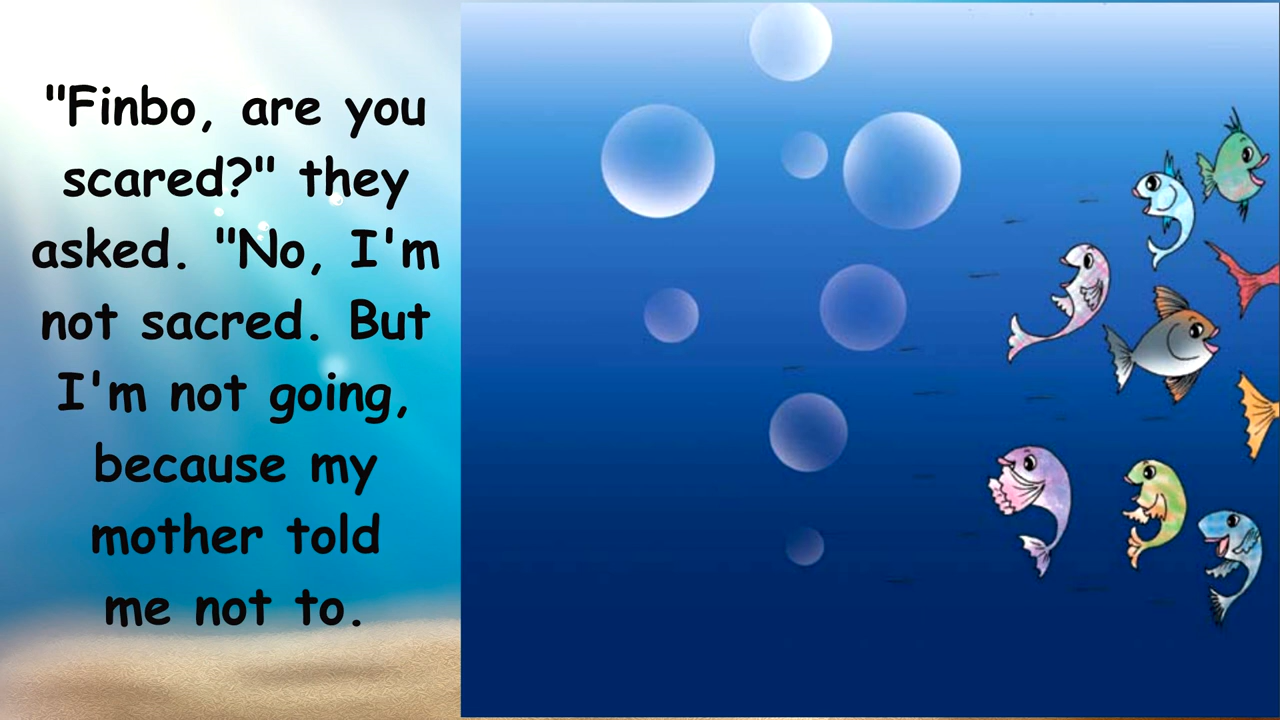 "Finbo, are you
scared?" they
asked. "No, I'm
not sacred. But
I'm not going,
because my
mother told
me not to.